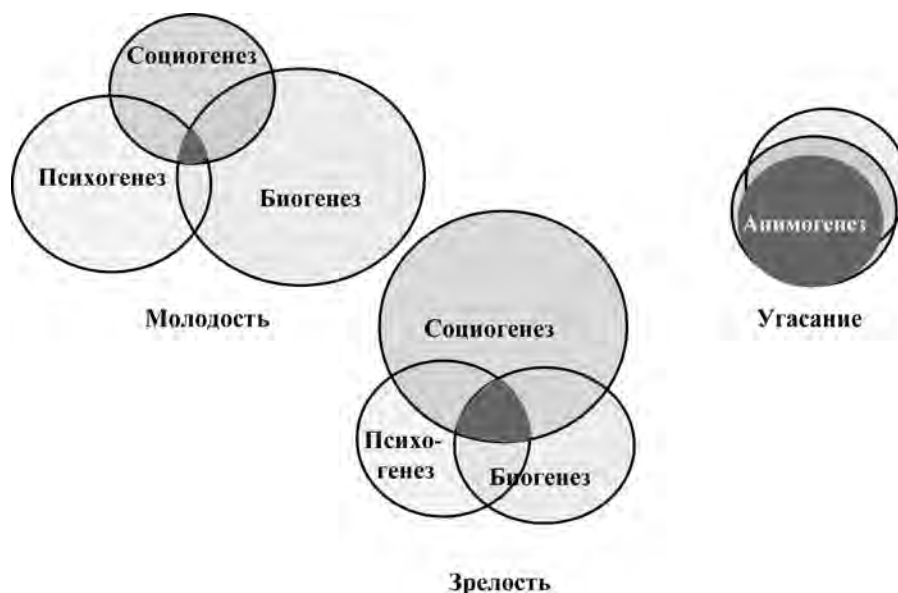 Социогенез
Психогенез
Биогенез
Молодость
Социогенез
Психо-
генез
Биогенез
Зрелость
Анимогенез
Угасание